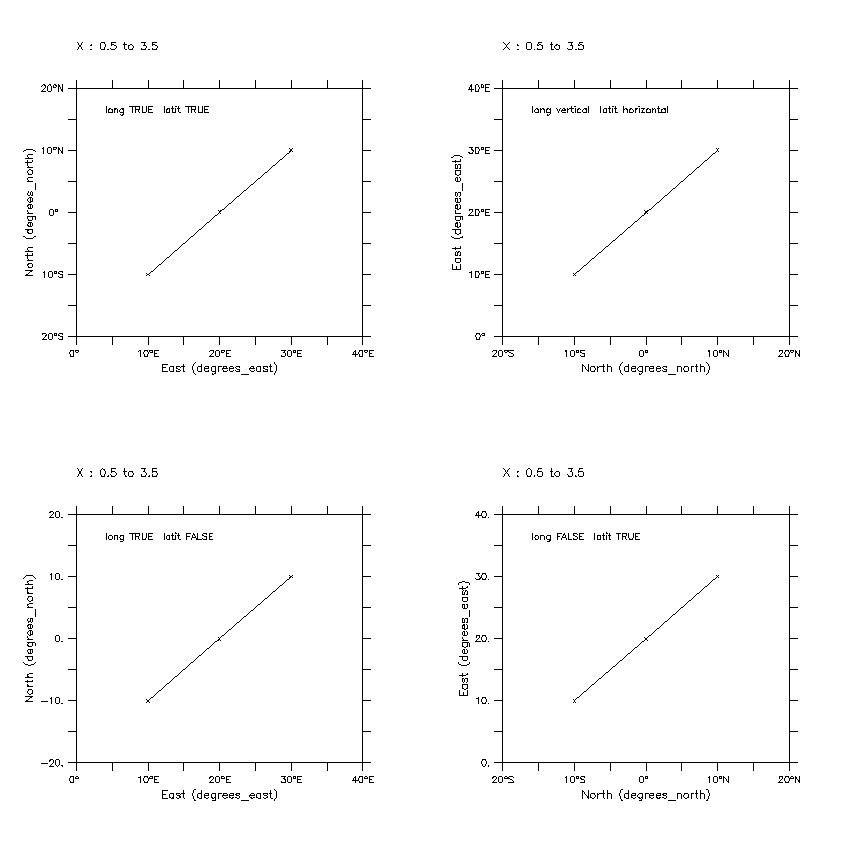 X : 0.5 to 3.5
20°N
long TRUE latit TRUE
10°N
0°
10°S
20°S
North (degrees_north)
0° 10°E 20°E 30°E 40°E
East (degrees_east)
X : 0.5 to 3.5
40°E
long vertical latit horizontal
30°E
20°E
10°E
0°
East (degrees_east)
20°S 10°S 0° 10°N 20°N
North (degrees_north)
X : 0.5 to 3.5
20.
long TRUE latit FALSE
10.
0.
−10.
−20.
North (degrees_north)
0° 10°E 20°E 30°E 40°E
East (degrees_east)
X : 0.5 to 3.5
40.
long FALSE latit TRUE
30.
20.
10.
0.
East (degrees_east)
20°S 10°S 0° 10°N 20°N
North (degrees_north)